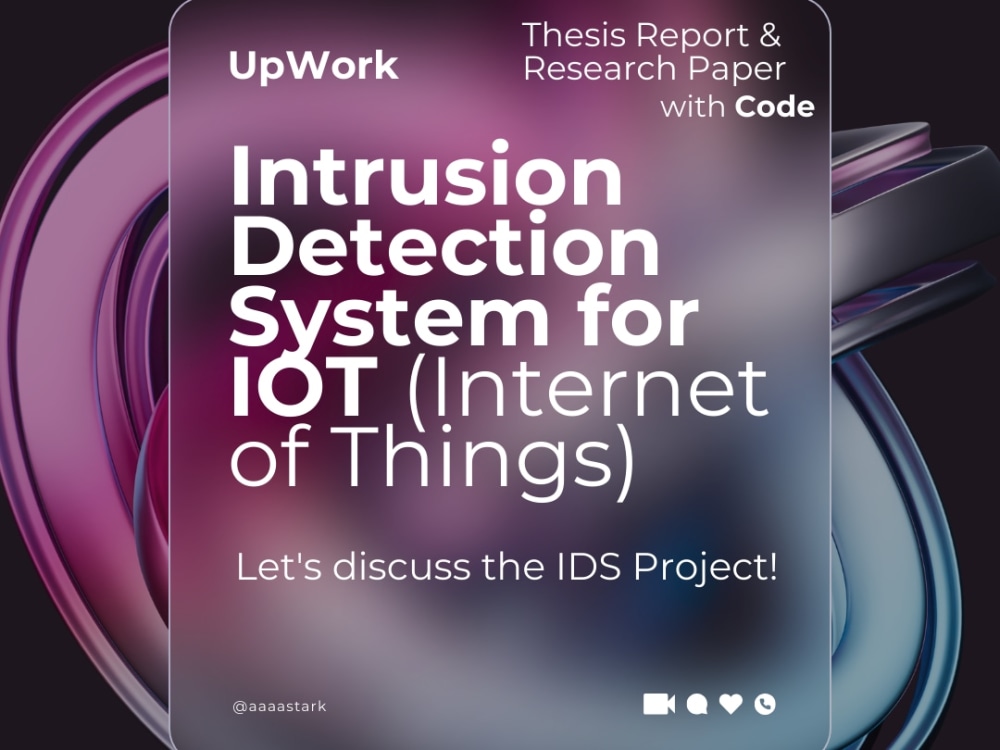 UpWork
Thesis Report &
Research Paper
with Code
Intrusion
Detection
System for
IOT (Internet
of Things)
Let's discuss the IDS Project!
@aaaastark